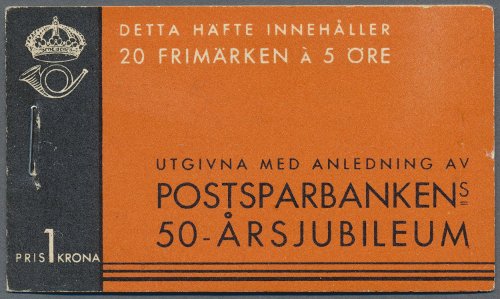 DETTA HÄFTE INNEHÅLLER
20 FRIMÄRKEN À 5 ÖRE
UTGIVNA MED ANLEDNING AV
POSTSPARBANKENS
50-ÅRSJUBILEUM
PRIS 1 KRONA